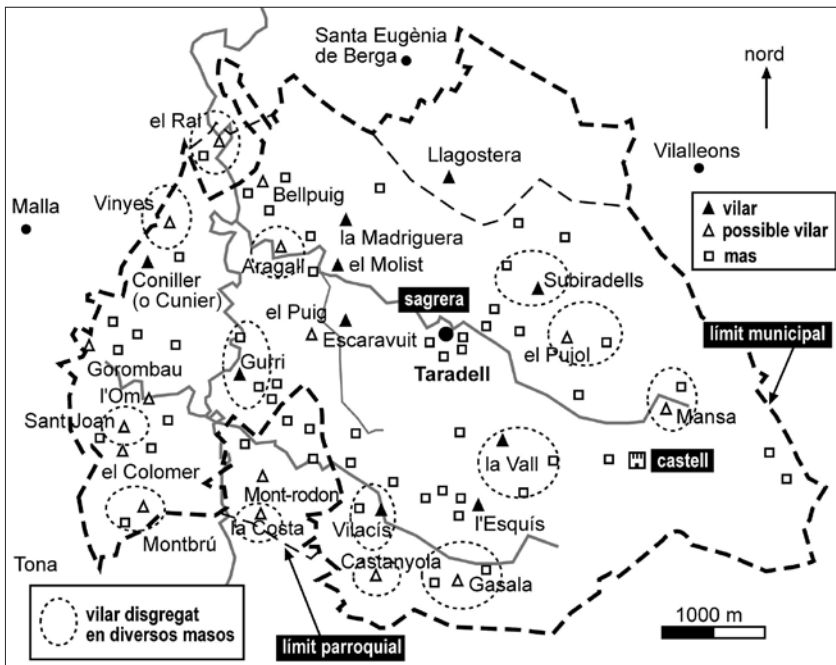 Santa Eugènia
de Berga
nord
el Rat
Llagostera
Vilalleons
Bellpuig
Vinyes
Malla
vilar
possible vilar
mas
la Madriguera
Aragall
el Molist
Coniller
(o Cunier)
Subiradells
sagrera
el Puig
Escaravuit
límit municipal
el Pujol
Gurri
Taradell
Gorombau
l'Om
Mansa
Sant Joan
la Vall
castell
el Colomer
Mont-rodon
l'Esquís
la Costa
Vilacís
Montbrú
Castanyola
Tona
Gasala
vilar disgregat
en diversos masos
límit parroquial
1000 m